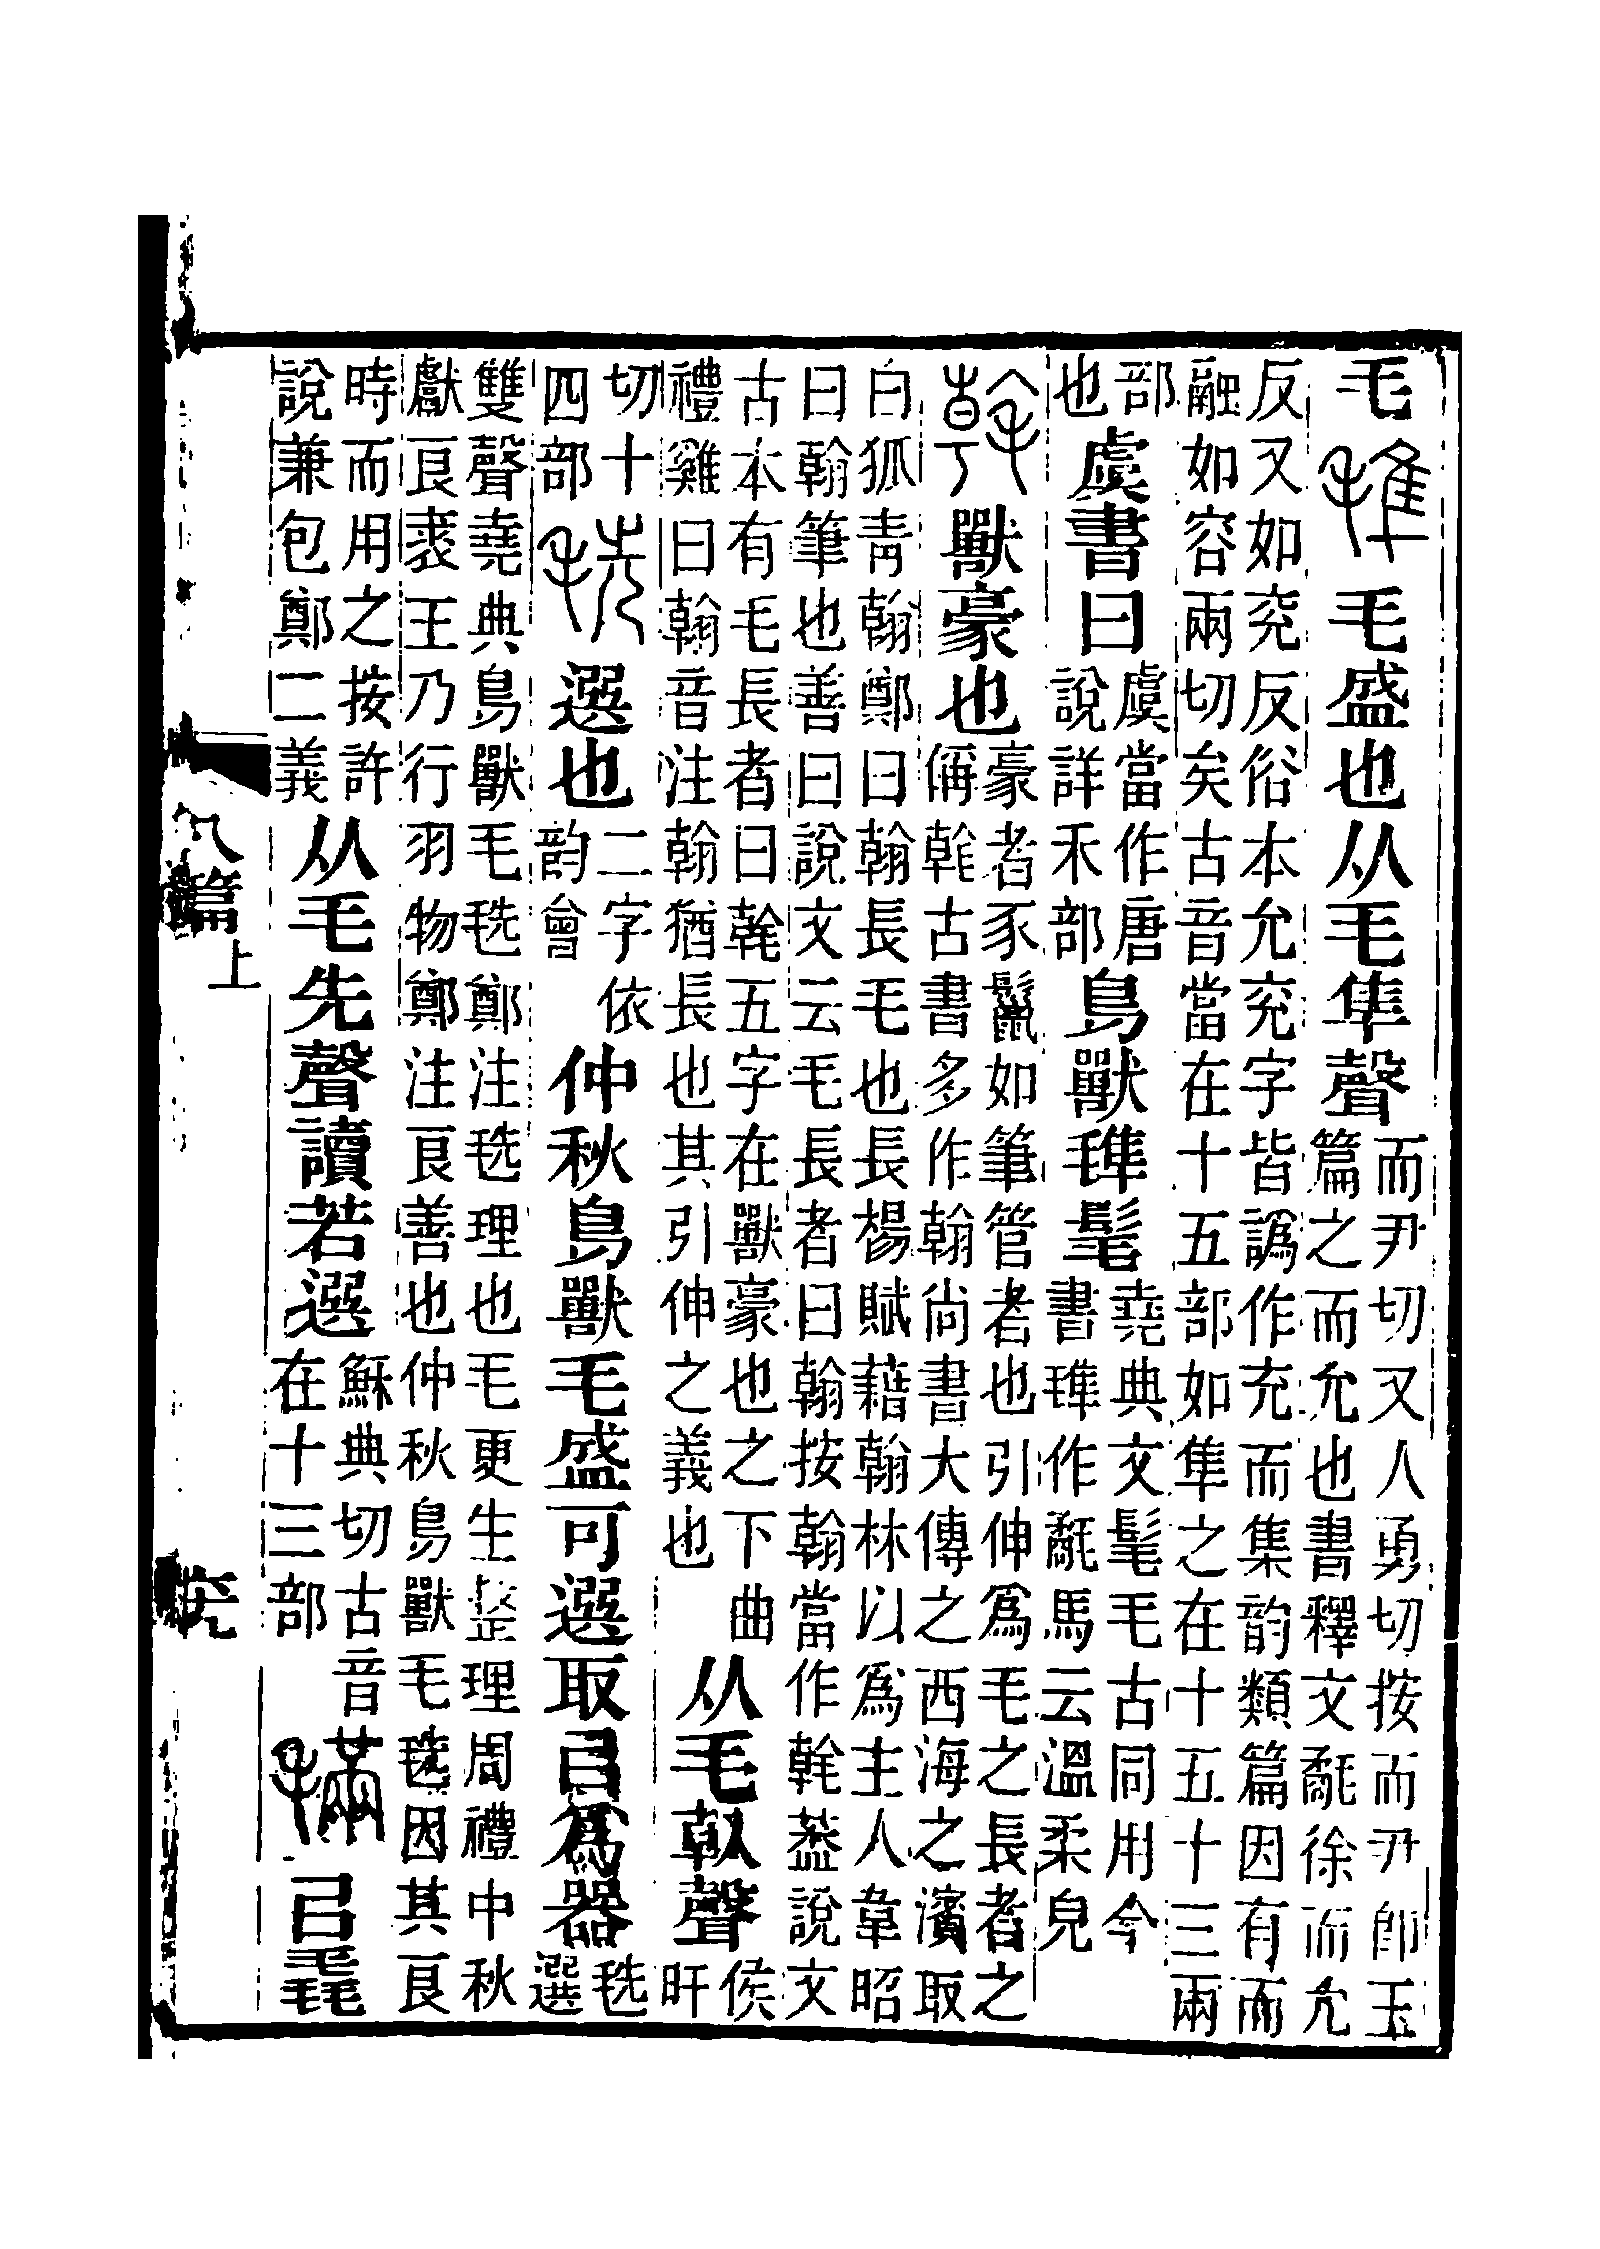 毛
𣯍
毛盛也从毛隼聲
而尹切又人勇切按而尹卽玉
篇之而允也書釋文氄徐而允
反又如兖反俗本允兖字皆譌作充而集韵類篇因有而
融如容兩切矣古音當在十五部如隼之在十五十三兩
部
也
虞書曰
虞當作唐
說詳禾部
鳥獸𣯍髦
堯典文髦毛古同用今
書𣯍作氄馬云溫柔皃
獸豪也
豪者豕鬣如筆管者也引伸爲毛之長者之
偁古書多作翰尚書大傳之西海之濱取
白狐青翰鄭曰翰長毛也長楊賦藉翰林以爲主人韋昭
曰翰筆也善曰說文云毛長者曰翰按翰當作葢說文
古本有毛長者曰五字在獸豪也之下曲
禮雞曰翰音注翰猶長也其引伸之義也
从毛倝聲
侯
旰
切十
四部
毨
選也
二字依
韵會
仲秋鳥獸毛盛可選取㠯爲器
毨
選
雙聲堯典鳥獸毛毨鄭注毨理也毛更生整理周禮中秋
獻良裘王乃行羽物鄭注良善也仲秋鳥獸毛毨因其良
時而用之按許
說兼包鄭二義
从毛先聲讀若選
穌典切古音
在十三部
㠯毳
八篇上